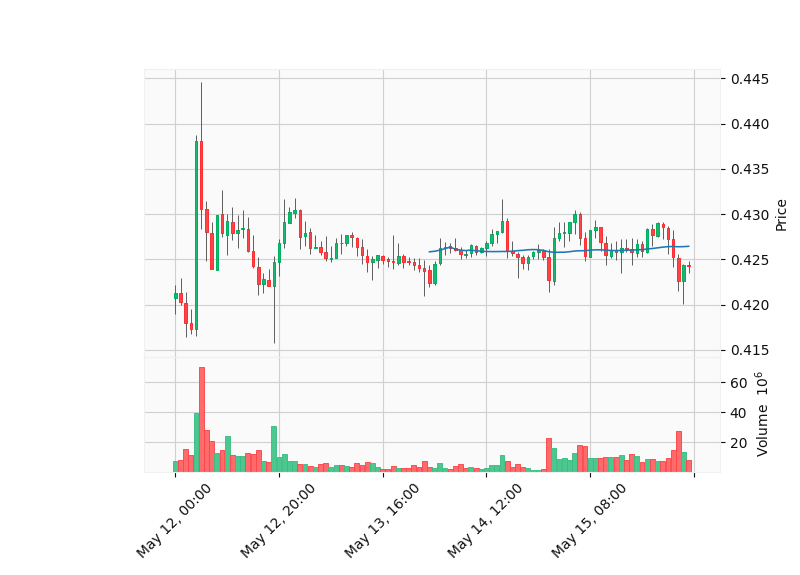 0.445
0.440
0.435
0.430
0.425
0.420
0.415
Price
60
40
20
Volume 10^6
May 12, 00:00
May 12, 20:00
May 13, 16:00
May 14, 12:00
May 15, 08:00